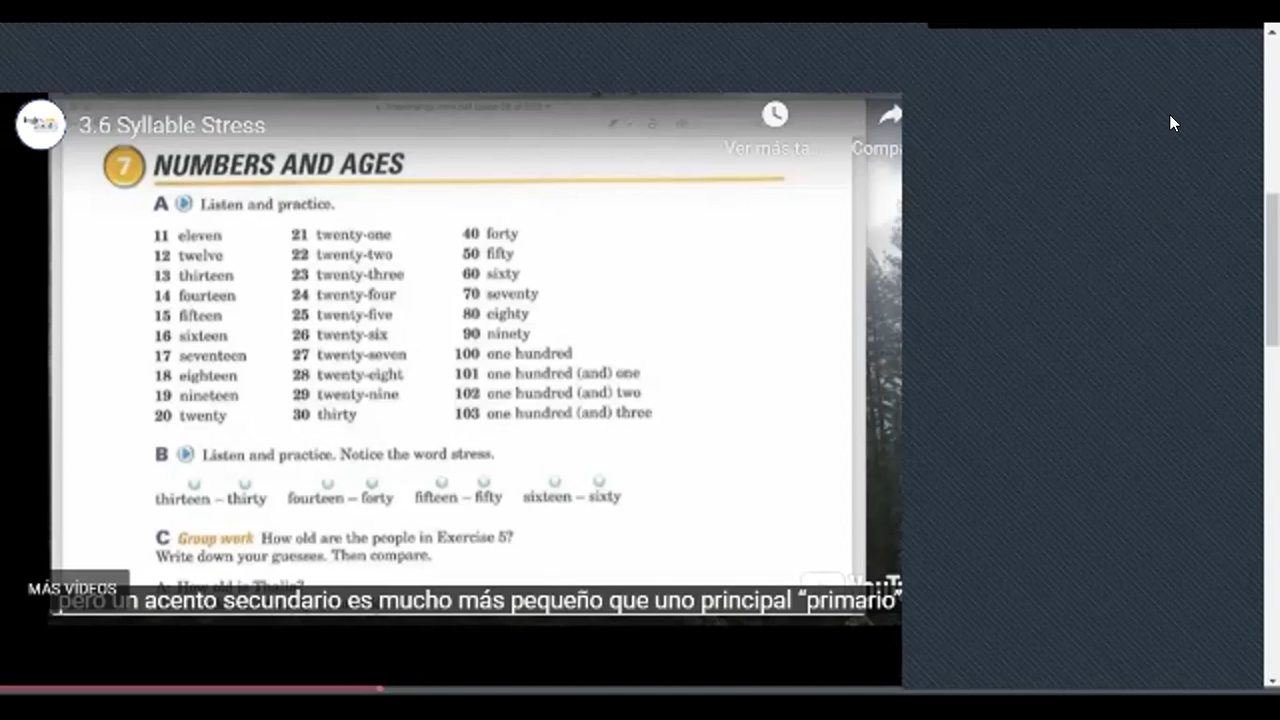 3.6 Syllable Stress
Ver más ta...
Comp
7 NUMBERS AND AGES
A Listen and practice.
11 eleven 21 twenty-one 40 forty
12 twelve 22 twenty-two 50 fifty
13 thirteen 23 twenty-three 60 sixty
14 fourteen 24 twenty-four 70 seventy
15 fifteen 25 twenty-five 80 eighty
16 sixteen 26 twenty-six 90 ninety
17 seventeen 27 twenty-seven 100 one hundred
18 eighteen 28 twenty-eight 101 one hundred (and) one
19 nineteen 29 twenty-nine 102 one hundred (and) two
20 twenty 30 thirty 103 one hundred (and) three
B Listen and practice. Notice the word stress.
thirteen – thirty fourteen – forty fifteen – fifty sixteen – sixty
C Group work How old are the people in Exercise 5?
Write down your guesses. Then compare.
A: How old is Thalia?
MÁS VÍDEOS
YouT
pero un acento secundario es mucho más pequeño que uno principal “primario”